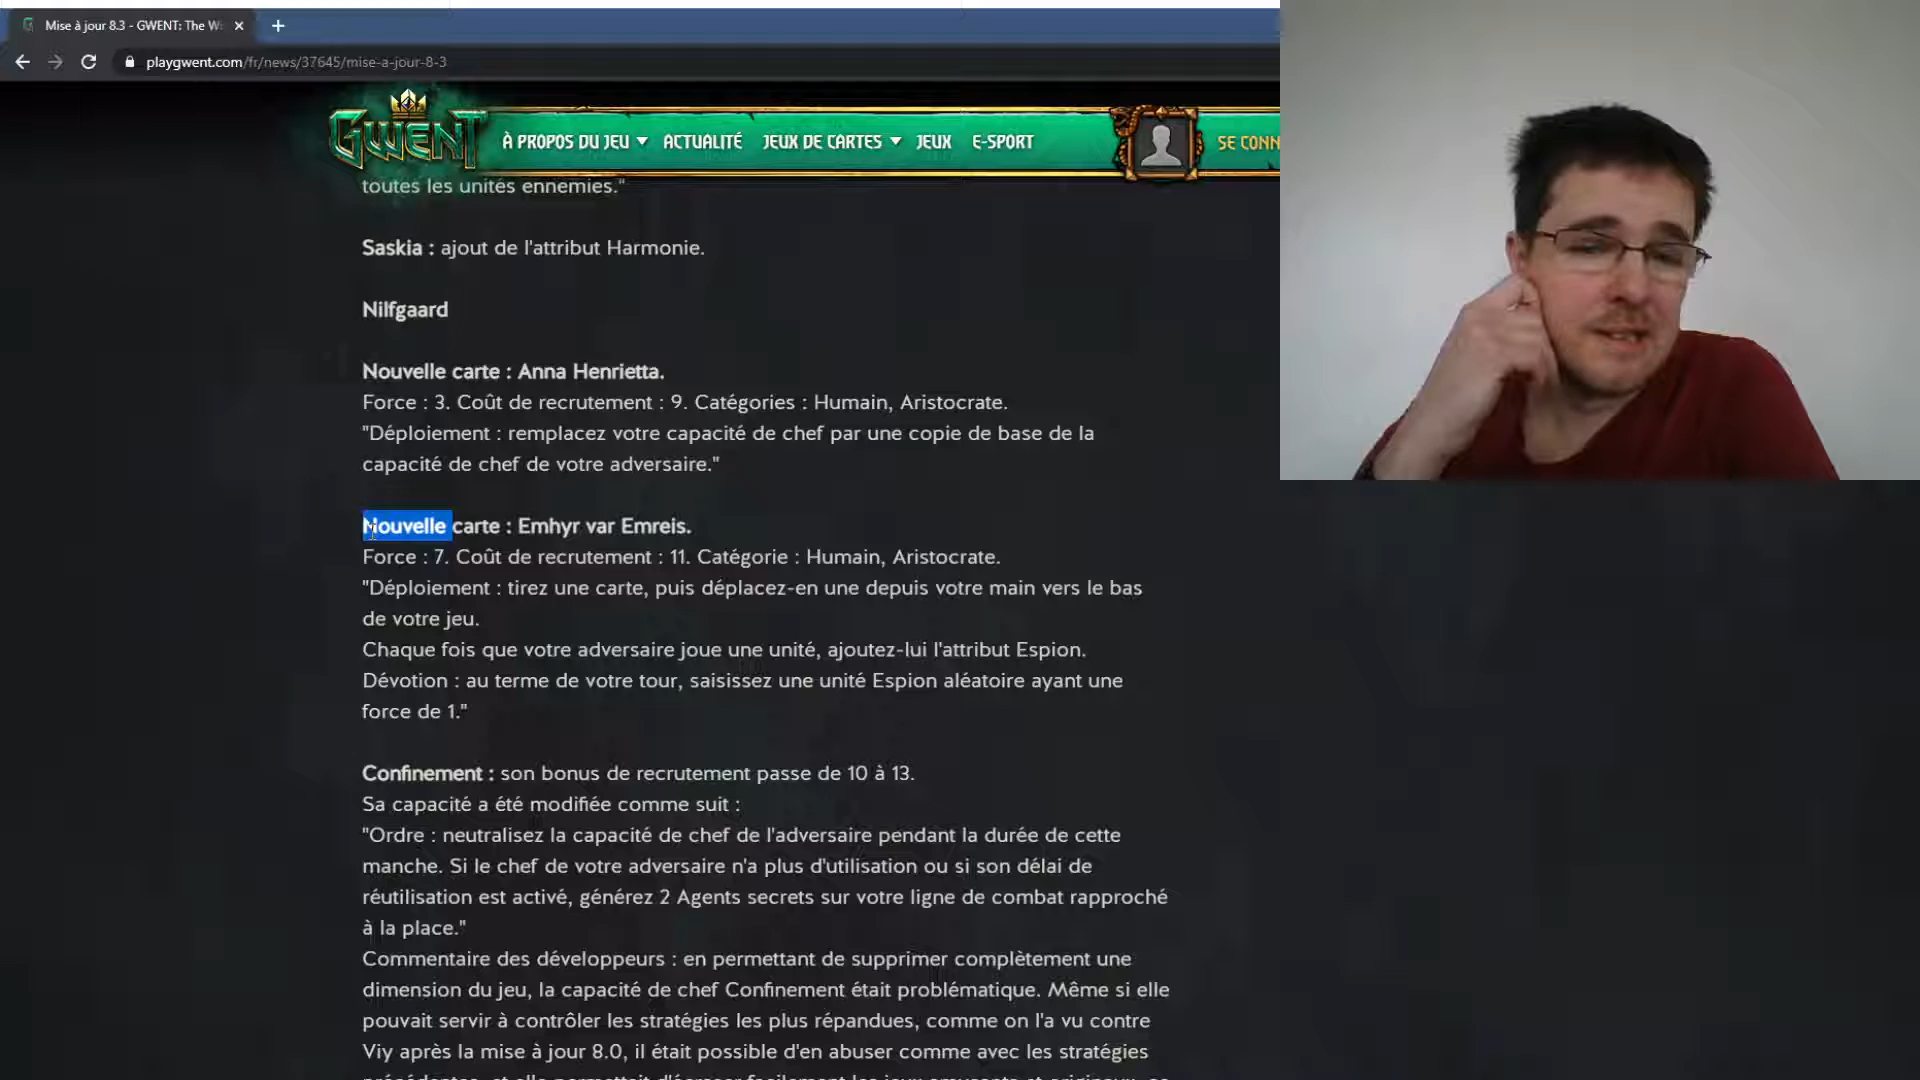 Mise à jour 8.3 - GWENT: The Wi
playgwent.com/fr/news/37645/mise-a-jour-8-3
GWENT
À PROPOS DU JEU
ACTUALITÉ
JEUX DE CARTES
JEUX
E-SPORT
SE CONN
toutes les unités ennemies."
Saskia : ajout de l'attribut Harmonie.
Nilfgaard
Nouvelle carte : Anna Henrietta.
Force : 3. Coût de recrutement : 9. Catégories : Humain, Aristocrate.
"Déploiement : remplacez votre capacité de chef par une copie de base de la
capacité de chef de votre adversaire."
Nouvelle carte : Emhyr var Emreis.
Force : 7. Coût de recrutement : 11. Catégorie : Humain, Aristocrate.
"Déploiement : tirez une carte, puis déplacez-en une depuis votre main vers le bas
de votre jeu.
Chaque fois que votre adversaire joue une unité, ajoutez-lui l'attribut Espion.
Dévotion : au terme de votre tour, saisissez une unité Espion aléatoire ayant une
force de 1."
Confinement : son bonus de recrutement passe de 10 à 13.
Sa capacité a été modifiée comme suit :
"Ordre : neutralisez la capacité de chef de l'adversaire pendant la durée de cette
manche. Si le chef de votre adversaire n'a plus d'utilisation ou si son délai de
réutilisation est activé, générez 2 Agents secrets sur votre ligne de combat rapproché
à la place."
Commentaire des développeurs : en permettant de supprimer complètement une
dimension du jeu, la capacité de chef Confinement était problématique. Même si elle
pouvait servir à contrôler les stratégies les plus répandues, comme on l'a vu contre
Viy après la mise à jour 8.0, il était possible d'en abuser comme avec les stratégies